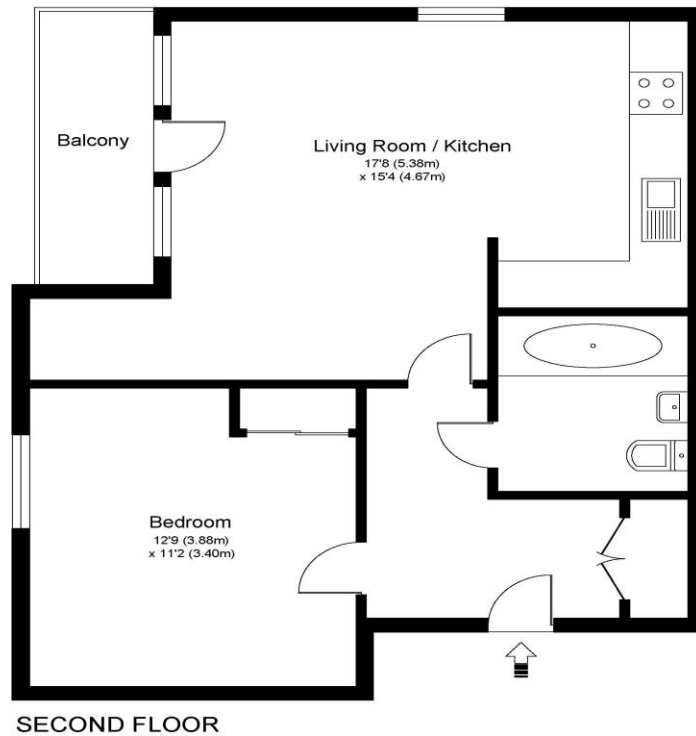 Balcony
Living Room / Kitchen
17'8 (5.38m)
x 15'4 (4.67m)
Bedroom
12'9 (3.88m)
x 11'2 (3.40m)
SECOND FLOOR